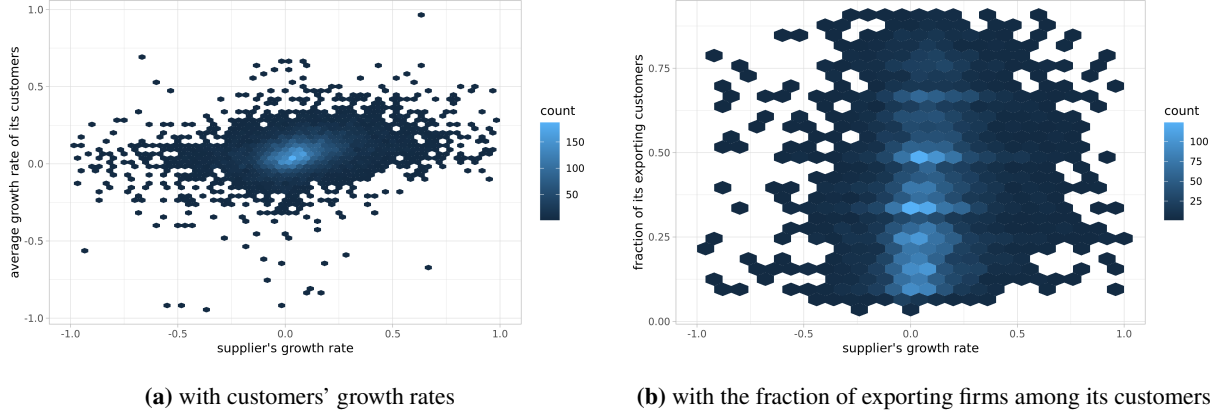 1.0
0.5
0.0
-0.5
-1.0
average growth rate of its customers
-1.0 -0.5 0.0 0.5 1.0
supplier's growth rate
count
150
100
50
(a) with customers’ growth rates
0.75
0.50
0.25
0.00
fraction of its exporting customers
-1.0 -0.5 0.0 0.5 1.0
supplier's growth rate
count
100
75
50
25
(b) with the fraction of exporting firms among its customers